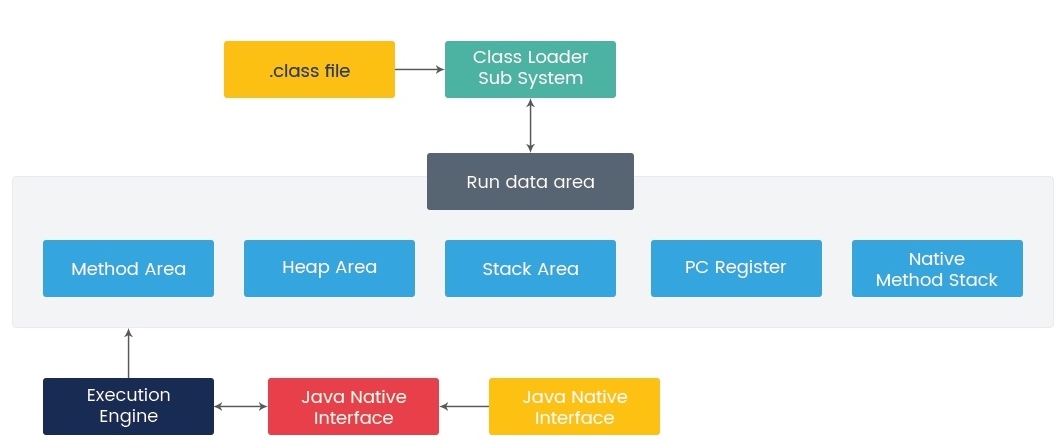 .class file
Class Loader
Sub System
Run data area
Method Area
Heap Area
Stack Area
PC Register
Native
Method Stack
Execution
Engine
Java Native
Interface
Java Native
Interface